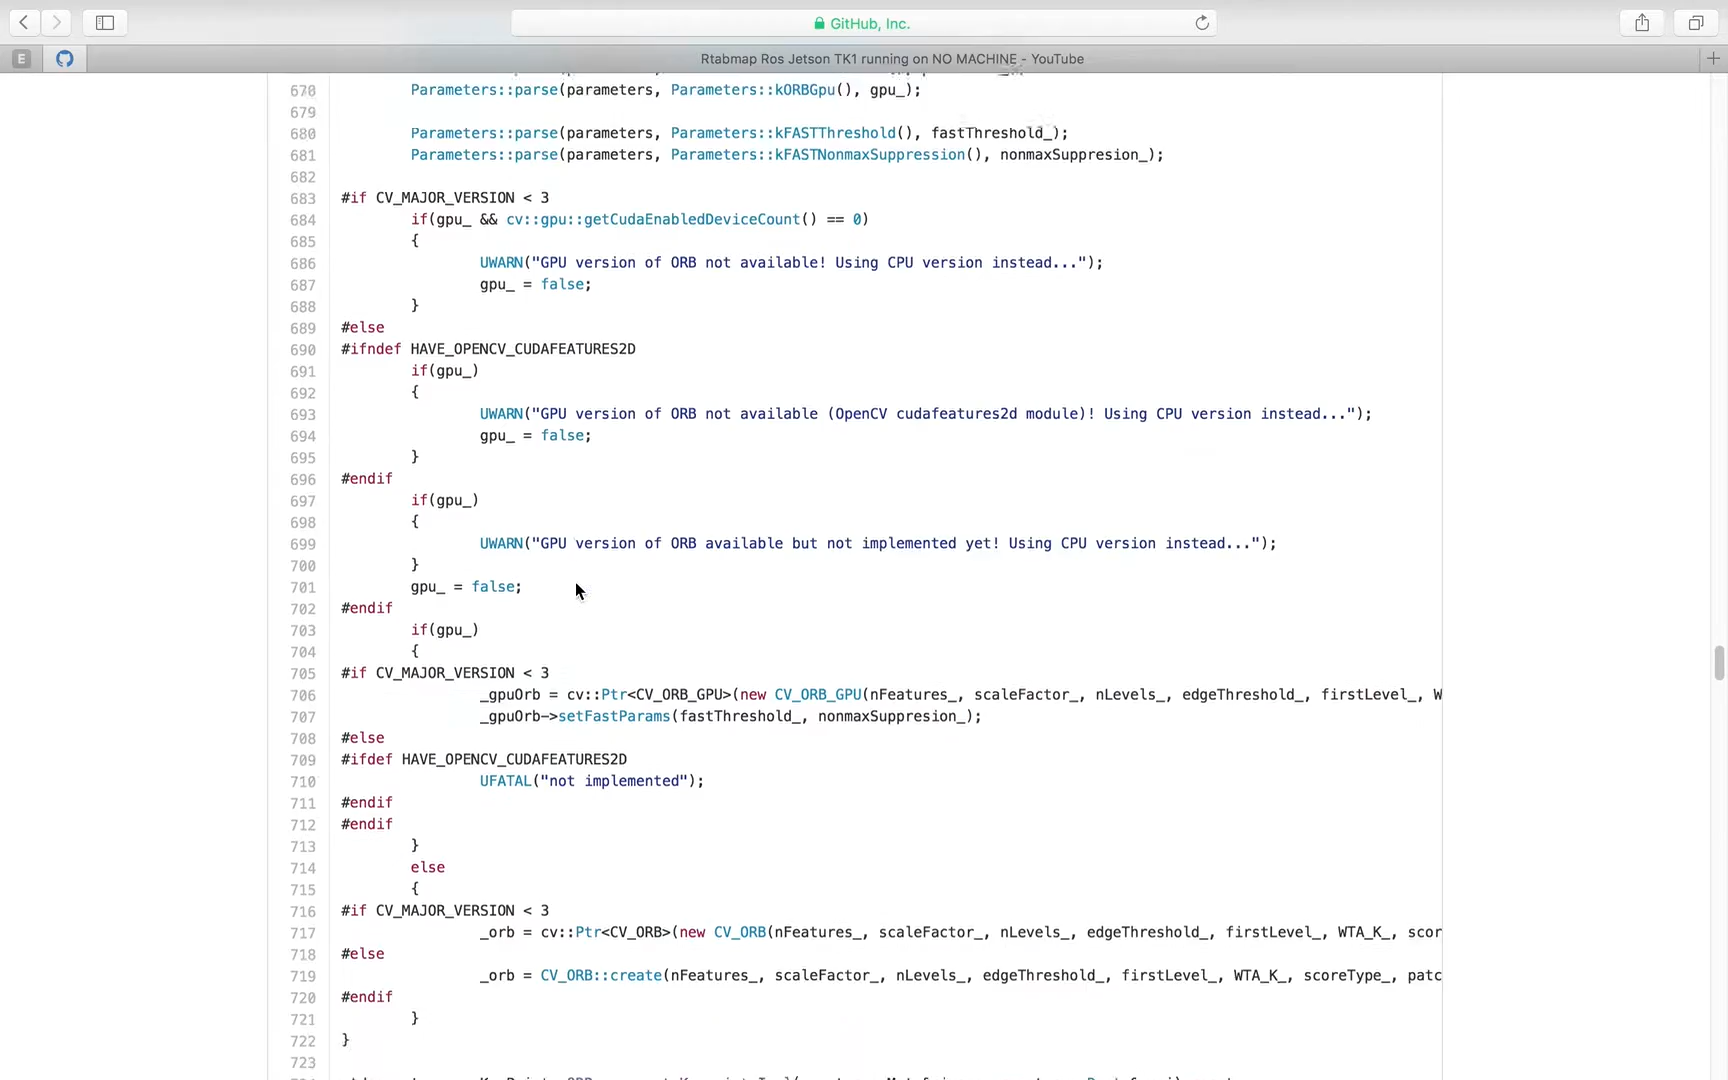 GitHub, Inc.
E
Rtabmap Ros Jetson TK1 running on NO MACHINE - YouTube
678 Parameters::parse(parameters, Parameters::kORBGpu(), gpu_);
679
680 Parameters::parse(parameters, Parameters::kFASTThreshold(), fastThreshold_);
681 Parameters::parse(parameters, Parameters::kFASTNonmaxSuppression(), nonmaxSuppresion_);
682
683 #if CV_MAJOR_VERSION < 3
684 if(gpu_ && cv::gpu::getCudaEnabledDeviceCount() == 0)
685 {
686 UWARN("GPU version of ORB not available! Using CPU version instead...");
687 gpu_ = false;
688 }
689 #else
690 #ifndef HAVE_OPENCV_CUDAFEATURES2D
691 if(gpu_)
692 {
693 UWARN("GPU version of ORB not available (OpenCV cudafeatures2d module)! Using CPU version instead...");
694 gpu_ = false;
695 }
696 #endif
697 if(gpu_)
698 {
699 UWARN("GPU version of ORB available but not implemented yet! Using CPU version instead...");
700 }
701 gpu_ = false;
702 #endif
703 if(gpu_)
704 {
705 #if CV_MAJOR_VERSION < 3
706 _gpuOrb = cv::Ptr<CV_ORB_GPU>(new CV_ORB_GPU(nFeatures_, scaleFactor_, nLevels_, edgeThreshold_, firstLevel_, W
707 _gpuOrb->setFastParams(fastThreshold_, nonmaxSuppresion_);
708 #else
709 #ifdef HAVE_OPENCV_CUDAFEATURES2D
710 UFATAL("not implemented");
711 #endif
712 #endif
713 }
714 else
715 {
716 #if CV_MAJOR_VERSION < 3
717 _orb = cv::Ptr<CV_ORB>(new CV_ORB(nFeatures_, scaleFactor_, nLevels_, edgeThreshold_, firstLevel_, WTA_K_, scor
718 #else
719 _orb = CV_ORB::create(nFeatures_, scaleFactor_, nLevels_, edgeThreshold_, firstLevel_, WTA_K_, scoreType_, patc
720 #endif
721 }
722 }
723